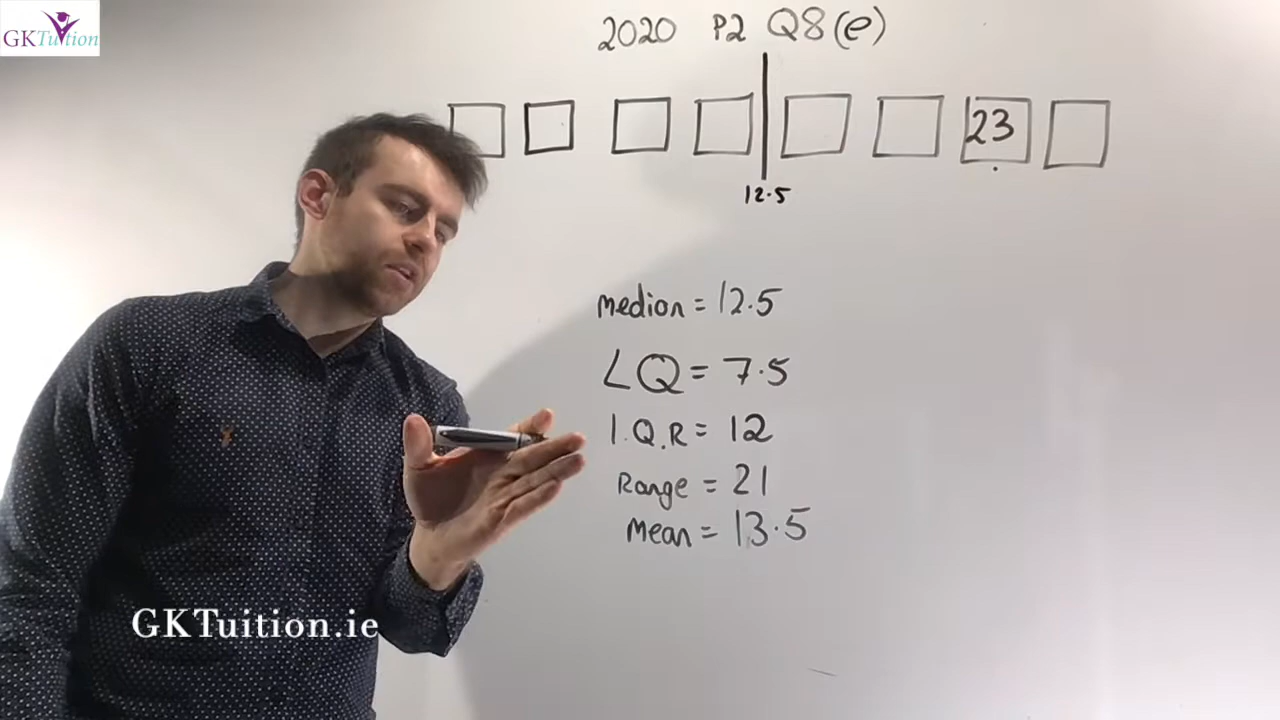 GKTuition
2020 P2 Q8(e)
23
12.5
median = 12.5
LQ = 7.5
I.Q.R = 12
Range = 21
Mean = 13.5
GKTuition.ie